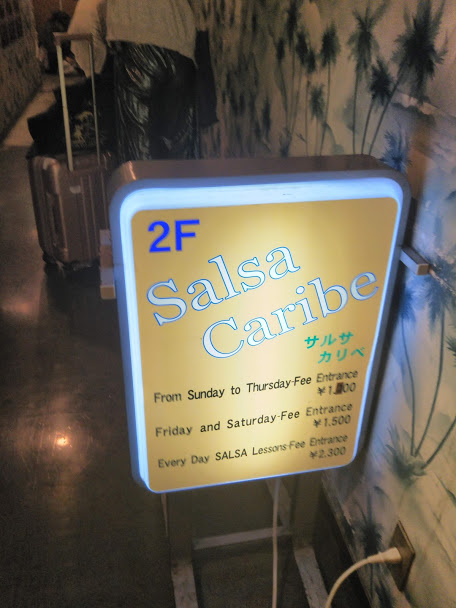 2F
Salsa
Caribe
サルサ
カリベ
From Sunday to Thursday-Fee Entrance
Friday and Saturday-Fee Entrance
¥1,500
Every Day SALSA Lessons-Fee Entrance
¥2,300